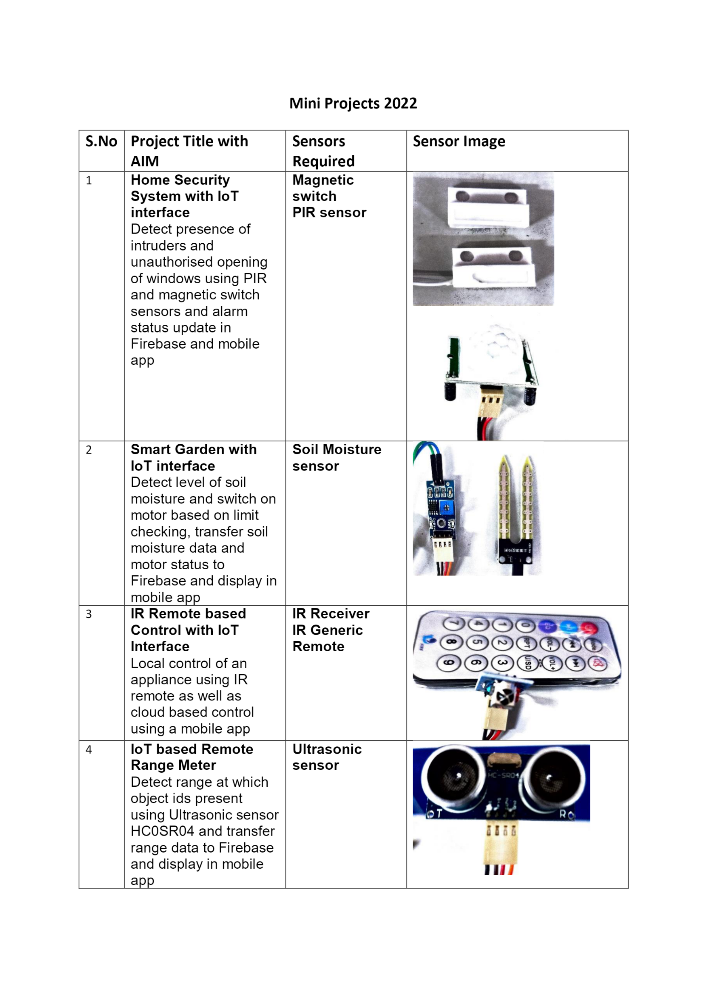 Mini Projects 2022
S.No
Project Title with
AIM
Sensors
Required
Sensor Image
1
Home Security
System with IoT
interface
Detect presence of
intruders and
unauthorised opening
of windows using PIR
and magnetic switch
sensors and alarm
status update in
Firebase and mobile
app
Magnetic
switch
PIR sensor
2
Smart Garden with
IoT interface
Detect level of soil
moisture and switch on
motor based on limit
checking, transfer soil
moisture data and
motor status to
Firebase and display in
mobile app
Soil Moisture
sensor
3
IR Remote based
Control with IoT
Interface
Local control of an
appliance using IR
remote as well as
cloud based control
using a mobile app
IR Receiver
IR Generic
Remote
7 4 1 0 EQ
8 5 2 RPT VOL- Mode
9 6 3 U/SD VOL+
4
IoT based Remote
Range Meter
Detect range at which
object ids present
using Ultrasonic sensor
HC0SR04 and transfer
range data to Firebase
and display in mobile
app
Ultrasonic
sensor
HC-SR04
T R